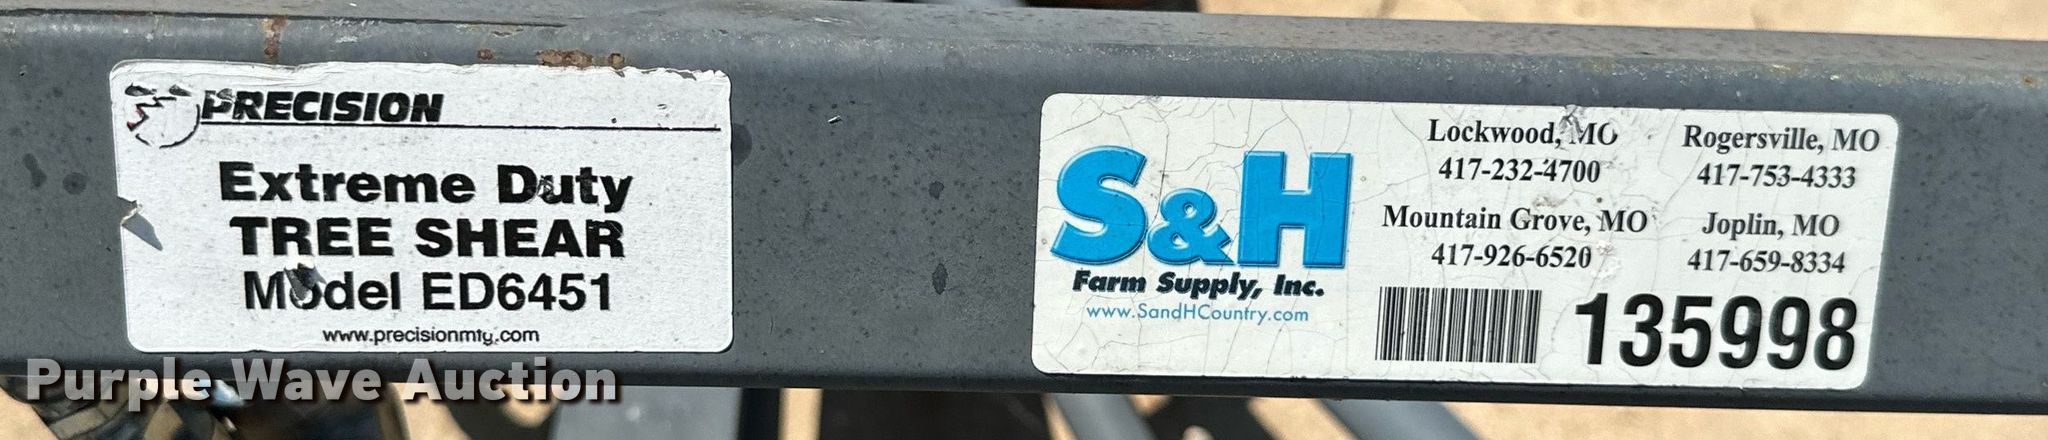 PRECISION
Extreme Duty
TREE SHEAR
Model ED6451
www.precisionmfg.com
S&H
Farm Supply, Inc.
www.SandHCountry.com
Lockwood, MO
417-232-4700
Rogersville, MO
417-753-4333
Mountain Grove, MO
417-926-6520
Joplin, MO
417-659-8334
135998
Purple Wave Auction